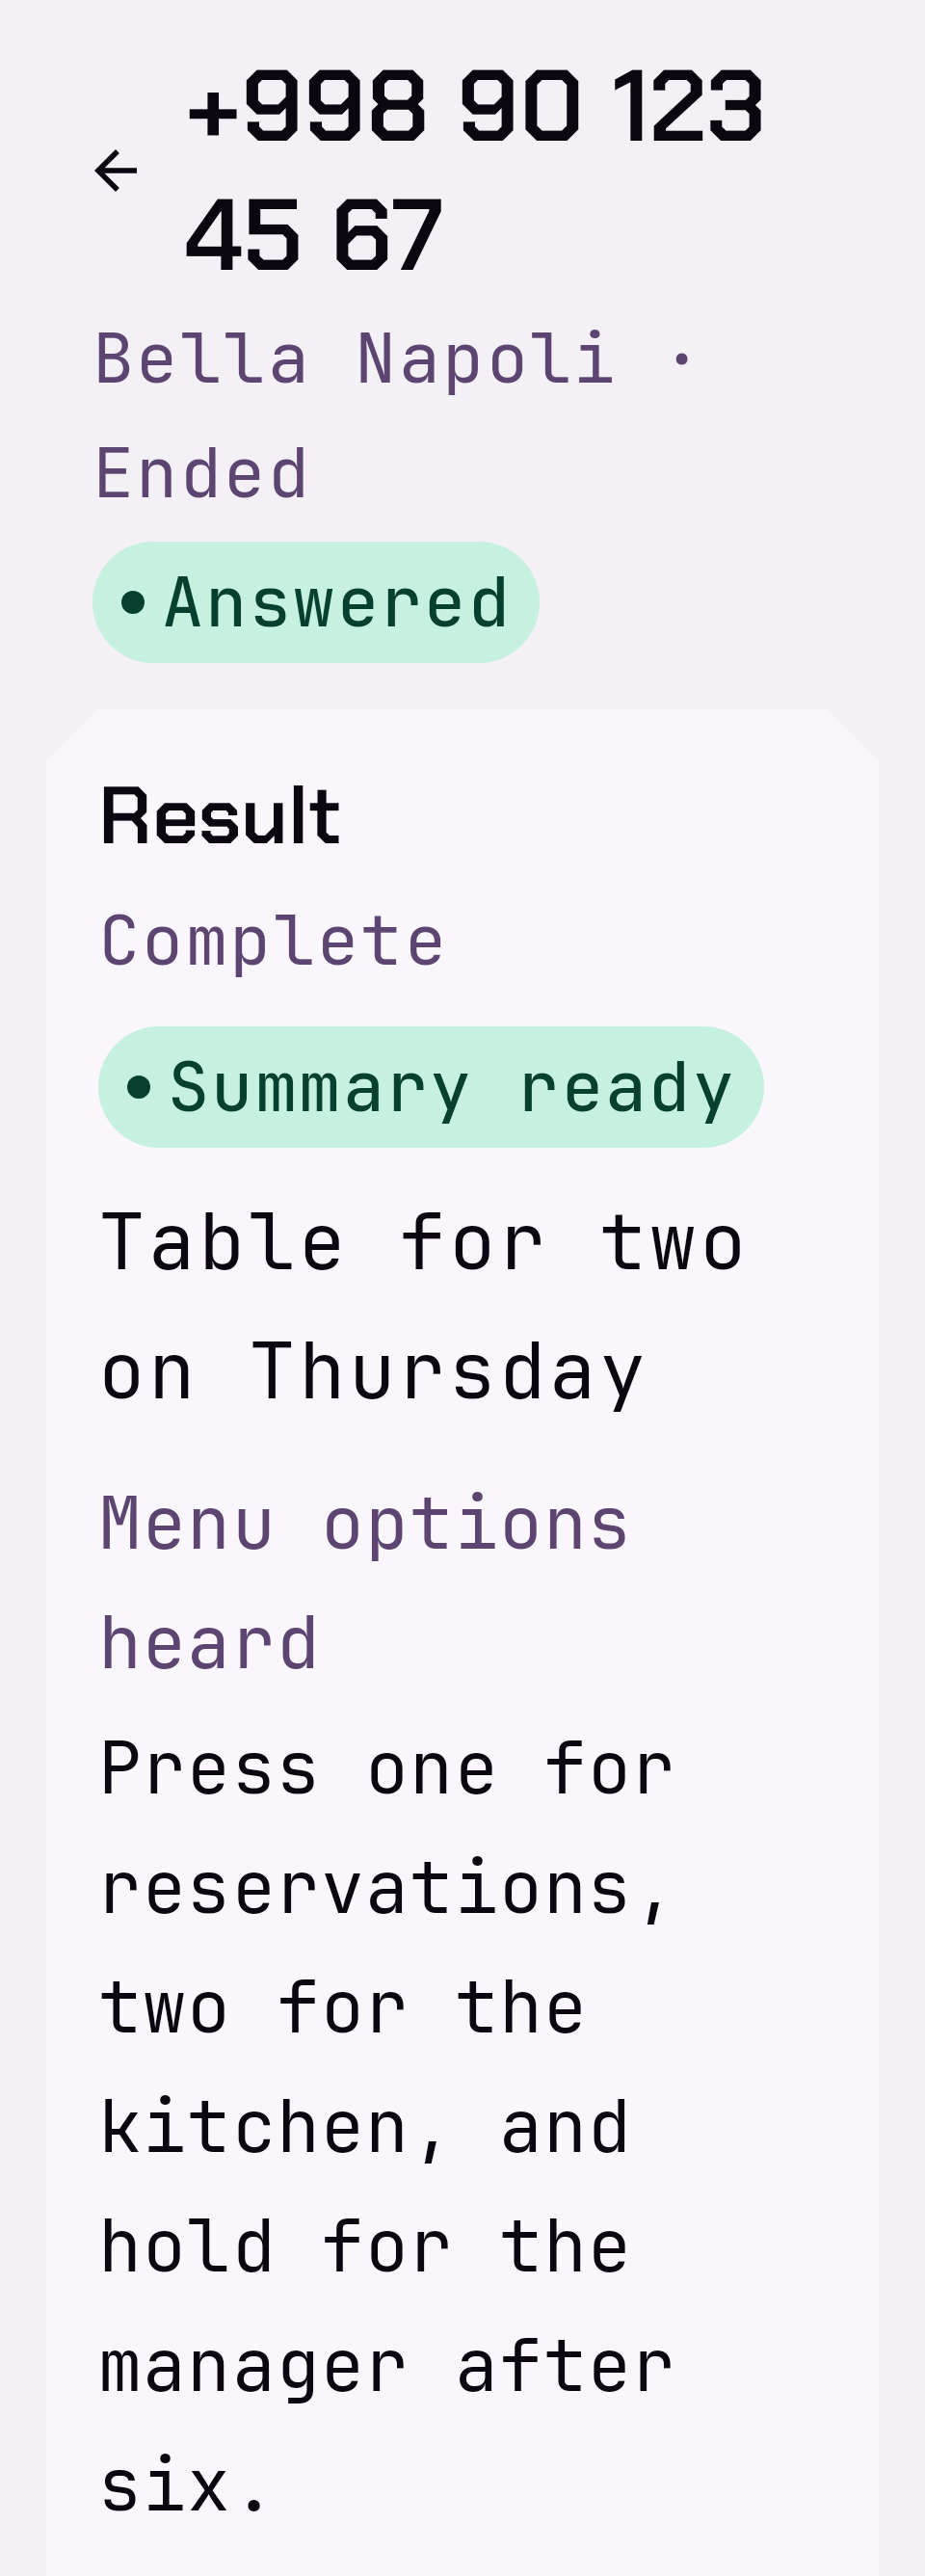 +998 90 123
45 67
Bella Napoli ·
Ended
Answered
Result
Complete
Summary ready
Table for two
on Thursday
Menu options
heard
Press one for
reservations,
two for the
kitchen, and
hold for the
manager after
six.